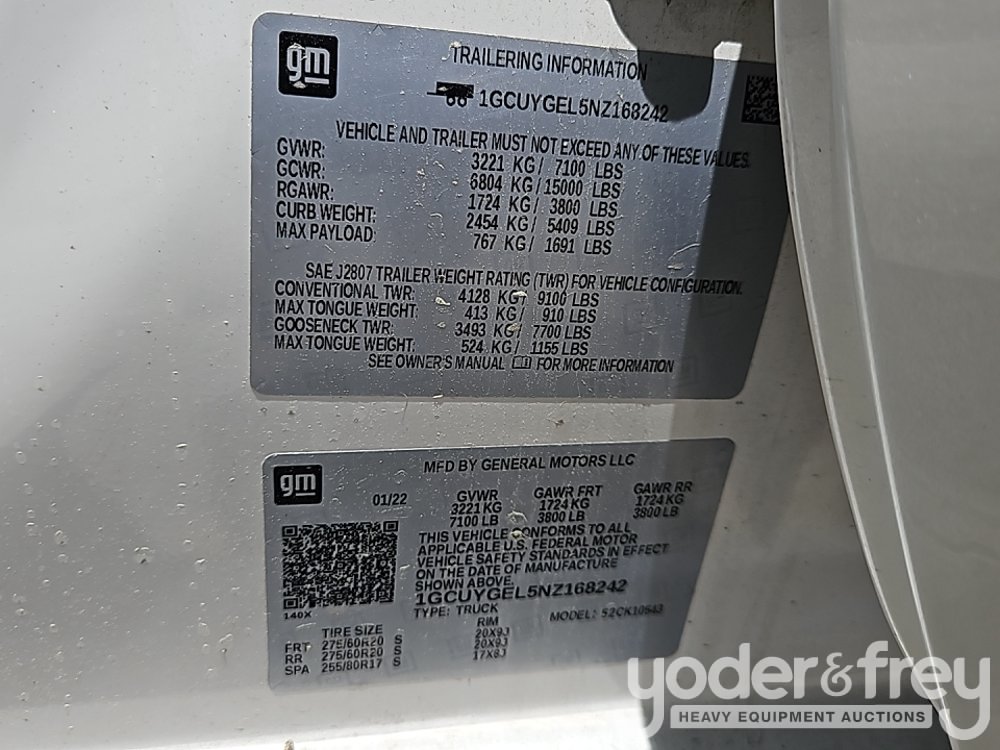 gm
TRAILERING INFORMATION
1GCUYGEL5NZ168242
VEHICLE AND TRAILER MUST NOT EXCEED ANY OF THESE VALUES.
GVWR: 3221 KG/ 7100 LBS
GCWR: 6804 KG/15000 LBS
RGAWR: 1724 KG/ 3800 LBS
CURB WEIGHT: 2454 KG/ 5409 LBS
MAX PAYLOAD: 767 KG/ 1691 LBS
SAE J2807 TRAILER WEIGHT RATING (TWR) FOR VEHICLE CONFIGURATION.
CONVENTIONAL TWR: 4128 KG/ 9100 LBS
MAX TONGUE WEIGHT: 413 KG/ 910 LBS
GOOSENECK TWR: 3493 KG/ 7700 LBS
MAX TONGUE WEIGHT: 524 KG/ 1155 LBS
SEE OWNER'S MANUAL FOR MORE INFORMATION
gm
MFD BY GENERAL MOTORS LLC
01/22 GVWR GAWR FRT GAWR RR
3221 KG 1724 KG 1724 KG
7100 LB 3800 LB 3800 LB
THIS VEHICLE CONFORMS TO ALL
APPLICABLE U.S. FEDERAL MOTOR
VEHICLE SAFETY STANDARDS IN EFFECT
ON THE DATE OF MANUFACTURE
SHOWN ABOVE.
1GCUYGEL5NZ168242
140X TYPE: TRUCK MODEL: 52CK10543
TIRE SIZE RIM
FRT 275/60R20 S 20X9J
RR 275/60R20 S 20X9J
SPA 255/80R17 S 17X8J
yoder&frey
HEAVY EQUIPMENT AUCTIONS